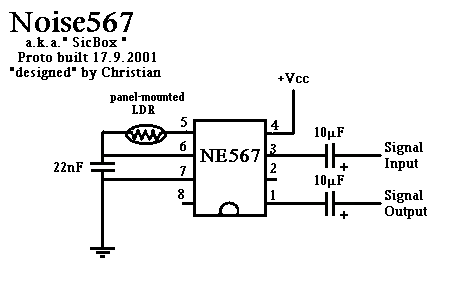 Noise567
a.k.a." SicBox "
Proto built 17.9.2001
"designed" by Christian
+Vcc
panel-mounted
LDR
5
4
10µF
Signal
Input
6
NE567
3
+
22nF
7
2
10µF
8
1
Signal
Output
+